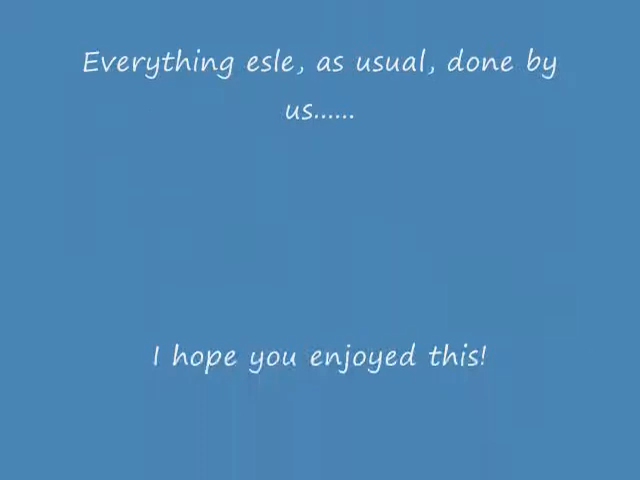 Everything esle, as usual, done by
us......
I hope you enjoyed this!